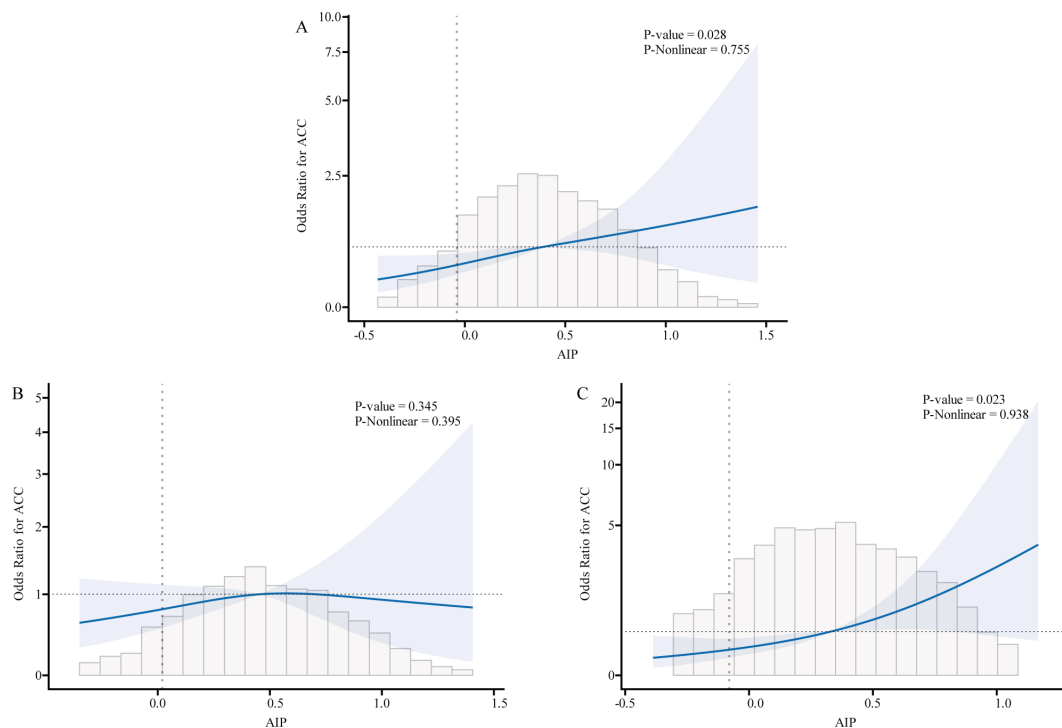 A
P-value = 0.028
P-Nonlinear = 0.755
Odds Ratio for ACC
10.0
7.5
5.0
2.5
0.0
-0.5
0.0
0.5
1.0
1.5
AIP
B
P-value = 0.345
P-Nonlinear = 0.395
Odds Ratio for ACC
5
4
3
2
1
0
0.0
0.5
1.0
1.5
AIP
C
P-value = 0.023
P-Nonlinear = 0.938
Odds Ratio for ACC
20
15
10
5
0
-0.5
0.0
0.5
1.0
AIP